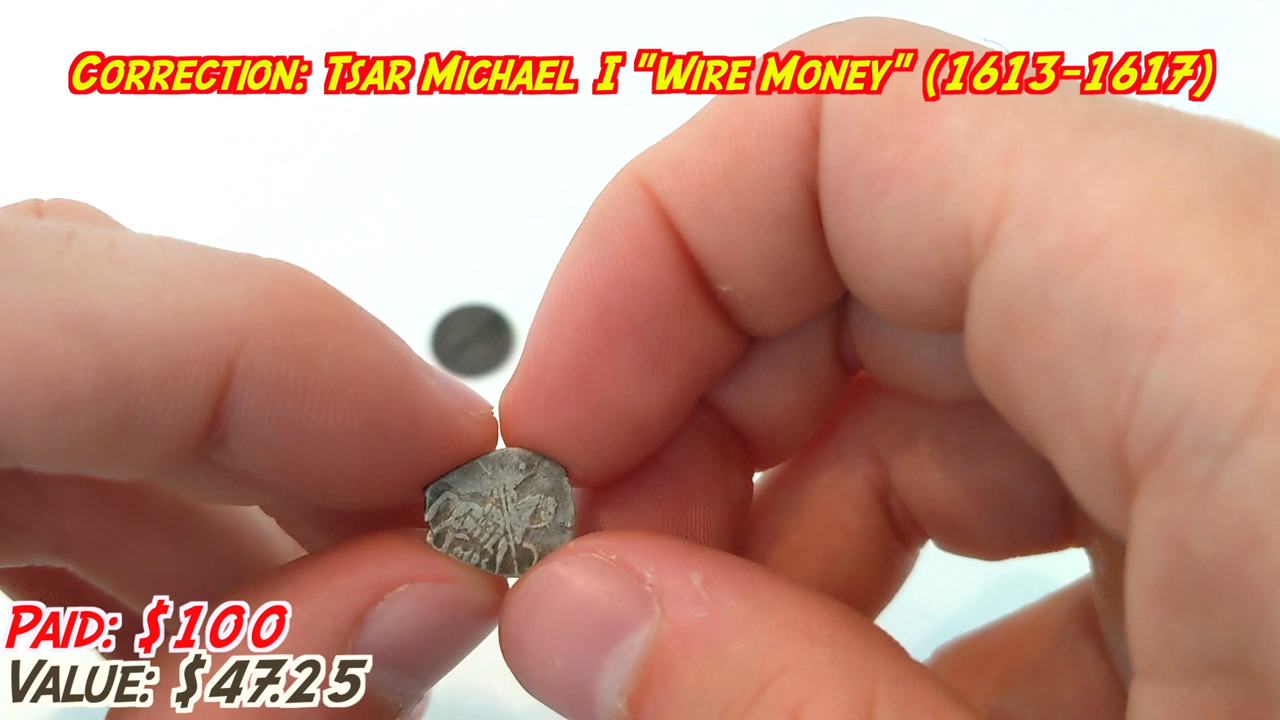 Correction: Tsar Michael I "Wire Money" (1613-1617)
Paid: $100
Value: $47.25